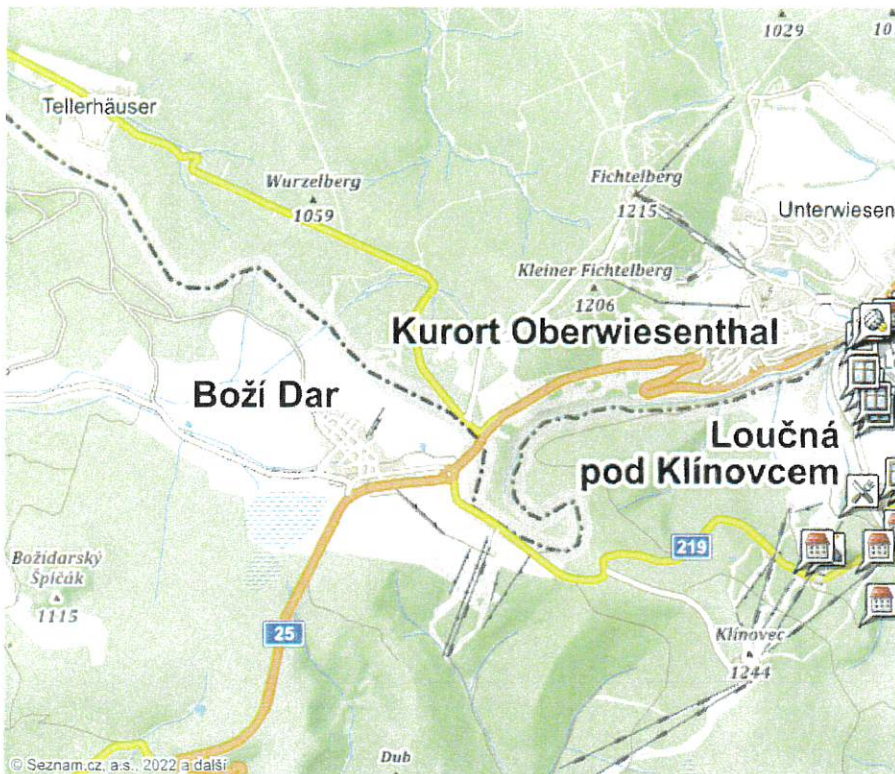 1029
Tellerhäuser
Wurzelberg
1059
Fichtelberg
1215
Unterwiesen
Kleiner Fichtelberg
1206
Kurort Oberwiesenthal
Boží Dar
Loučná
pod Klínovcem
219
Božídarský
Špičák
1115
25
Klínovec
1244
Dub
© Seznam.cz, a.s., 2022 a další